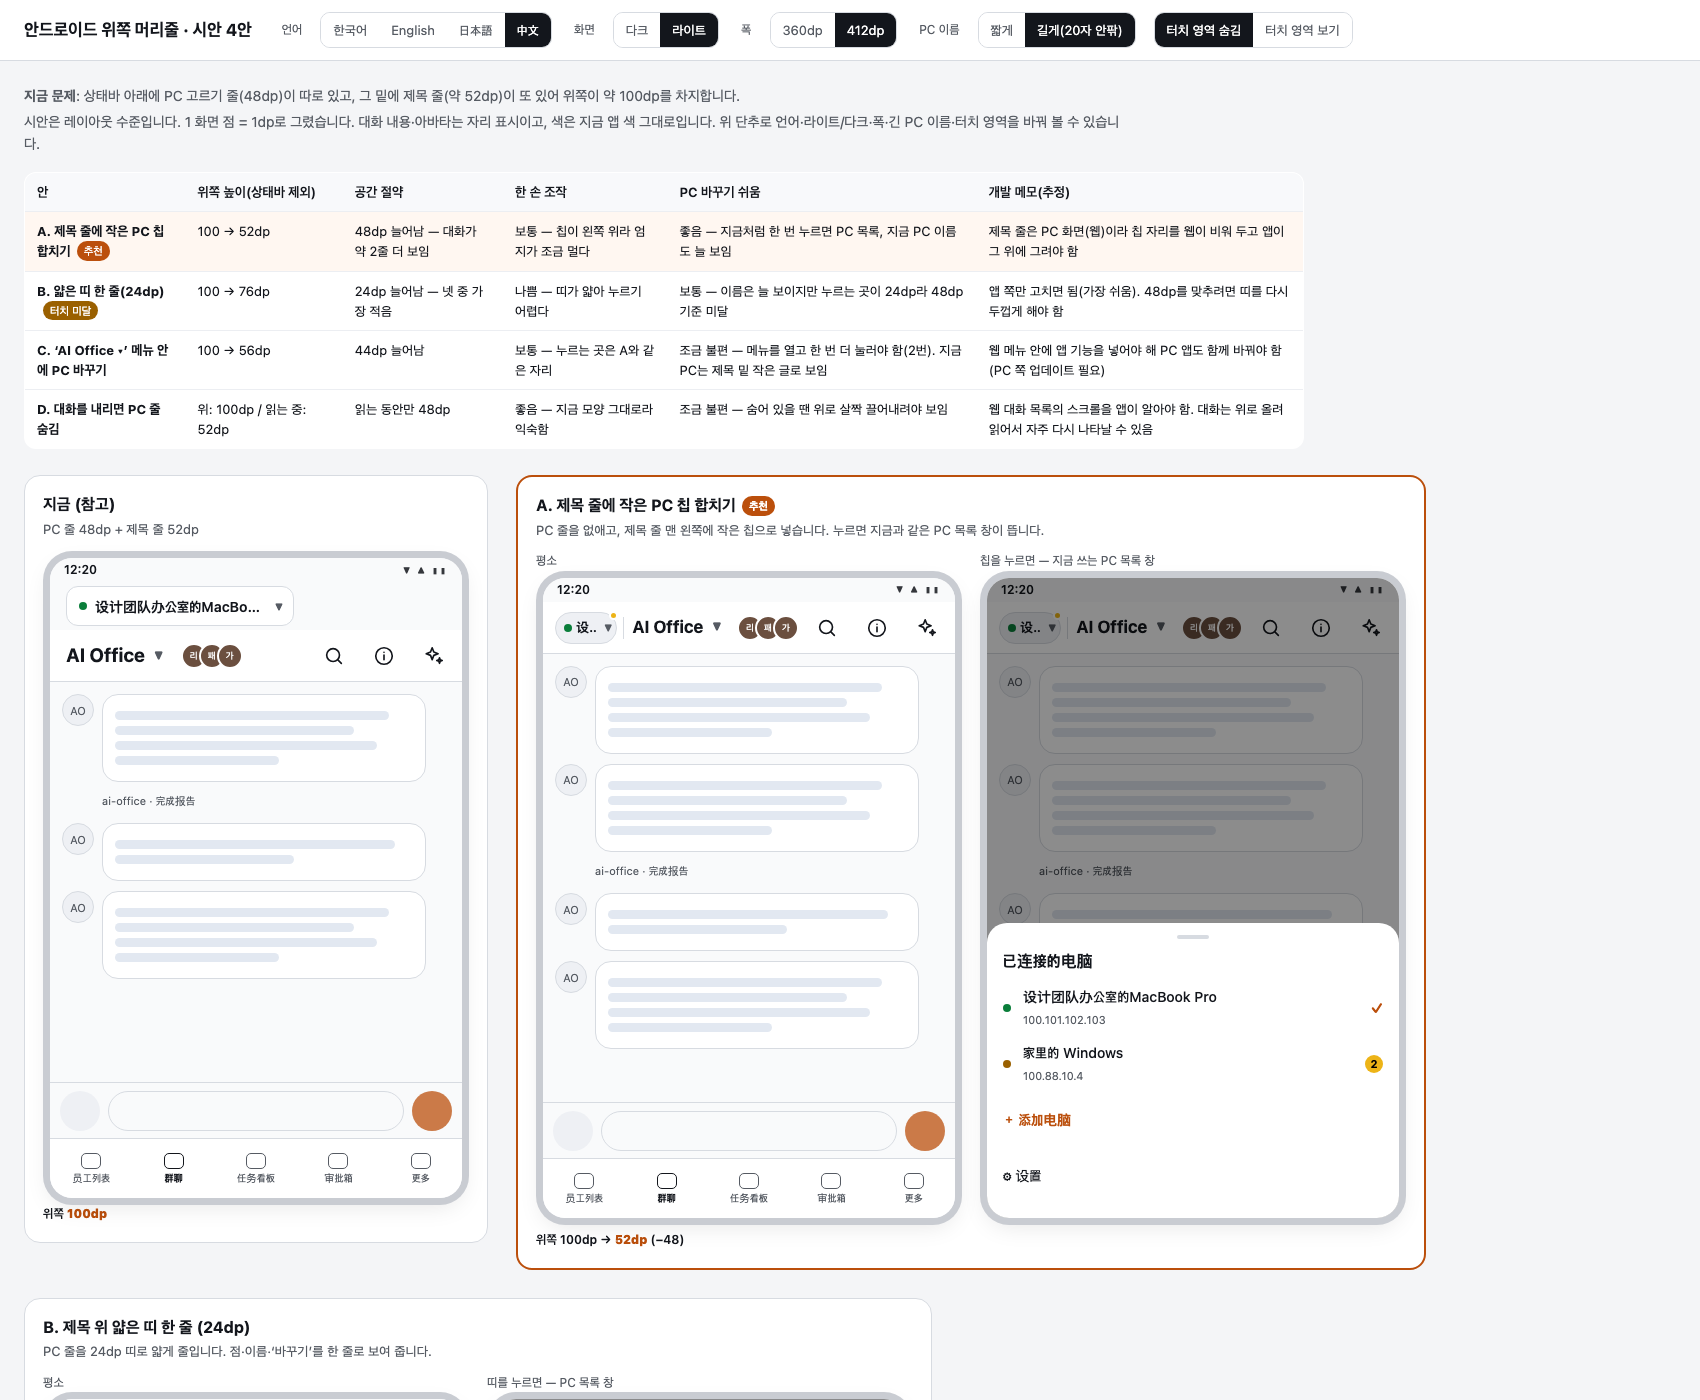 안드로이드 위쪽 머리줄 · 시안 4안
언어 한국어 English 日本語 中文 화면 다크 라이트 폭 360dp 412dp PC 이름 짧게 길게(20자 안팎) 터치 영역 숨김 터치 영역 보기
지금 문제: 상태바 아래에 PC 고르기 줄(48dp)이 따로 있고, 그 밑에 제목 줄(약 52dp)이 또 있어 위쪽이 약 100dp를 차지합니다.
시안은 레이아웃 수준입니다. 1 화면 점 = 1dp로 그렸습니다. 대화 내용·아바타는 자리 표시이고, 색은 지금 앱 색 그대로입니다. 위 단추로 언어·라이트/다크·폭·긴 PC 이름·터치 영역을 바꿔 볼 수 있습니
다.
안 위쪽 높이(상태바 제외) 공간 절약 한 손 조작 PC 바꾸기 쉬움 개발 메모(추정)
A. 제목 줄에 작은 PC 칩 합치기 추천
100 → 52dp
48dp 늘어남 — 대화가 약 2줄 더 보임
보통 — 칩이 왼쪽 위라 엄지가 조금 멀다
좋음 — 지금처럼 한 번 누르면 PC 목록, 지금 PC 이름도 늘 보임
제목 줄은 PC 화면(웹)이라 칩 자리를 웹이 비워 두고 앱이 그 위에 그려야 함
B. 얇은 띠 한 줄(24dp) 터치 미달
100 → 76dp
24dp 늘어남 — 넷 중 가장 적음
나쁨 — 띠가 얇아 누르기 어렵다
보통 — 이름은 늘 보이지만 누르는 곳이 24dp라 48dp 기준 미달
앱 쪽만 고치면 됨(가장 쉬움). 48dp를 맞추려면 띠를 다시 두껍게 해야 함
C. ‘AI Office ▾’ 메뉴 안에 PC 바꾸기
100 → 56dp
44dp 늘어남
보통 — 누르는 곳은 A와 같은 자리
조금 불편 — 메뉴를 열고 한 번 더 눌러야 함(2번). 지금 PC는 제목 밑 작은 글로 보임
웹 메뉴 안에 앱 기능을 넣어야 해 PC 앱도 함께 바꿔야 함(PC 쪽 업데이트 필요)
D. 대화를 내리면 PC 줄 숨김
위: 100dp / 읽는 중: 52dp
읽는 동안만 48dp
좋음 — 지금 모양 그대로라 익숙함
조금 불편 — 숨어 있을 땐 위로 살짝 끌어내려야 보임
웹 대화 목록의 스크롤을 앱이 알아야 함. 대화는 위로 올려 읽어서 자주 다시 나타날 수 있음
지금 (참고)
PC 줄 48dp + 제목 줄 52dp
12:20
设计团队办公室的MacBo... ▼
AI Office ▼ 리 패 가
AO
ai-office · 完成报告
AO
AO
员工列表 群聊 任务看板 审批箱 更多
위쪽 100dp
A. 제목 줄에 작은 PC 칩 합치기 추천
PC 줄을 없애고, 제목 줄 맨 왼쪽에 작은 칩으로 넣습니다. 누르면 지금과 같은 PC 목록 창이 뜹니다.
평소
12:20
设.. ▼ AI Office ▼ 리 패 가
AO
AO
ai-office · 完成报告
AO
AO
员工列表 群聊 任务看板 审批箱 更多
위쪽 100dp → 52dp (−48)
칩을 누르면 — 지금 쓰는 PC 목록 창
12:20
设.. ▼ AI Office ▼ 리 패 가
AO
AO
ai-office · 完成报告
AO
已连接的电脑
设计团队办公室的MacBook Pro
100.101.102.103
家里的 Windows
100.88.10.4
2
+ 添加电脑
⚙ 设置
B. 제목 위 얇은 띠 한 줄 (24dp)
PC 줄을 24dp 띠로 얇게 줄입니다. 점·이름·‘바꾸기’를 한 줄로 보여 줍니다.
평소
띠를 누르면 — PC 목록 창